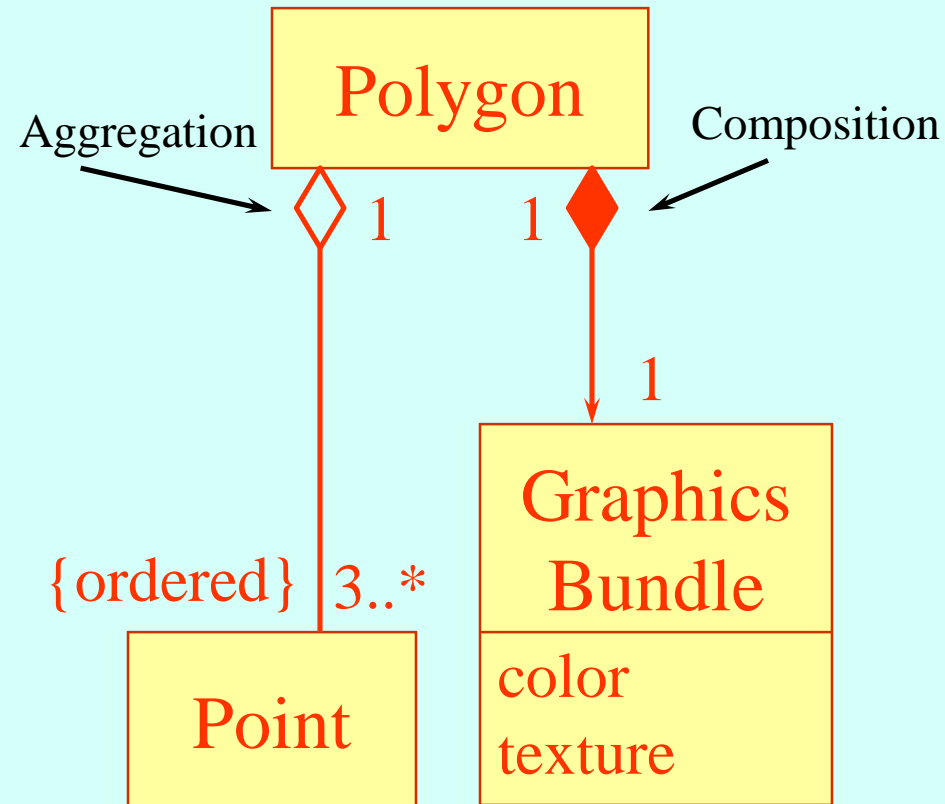 Polygon
Aggregation
Composition
1
1
1
{ordered}
3..*
Graphics
Bundle
Point
color
texture